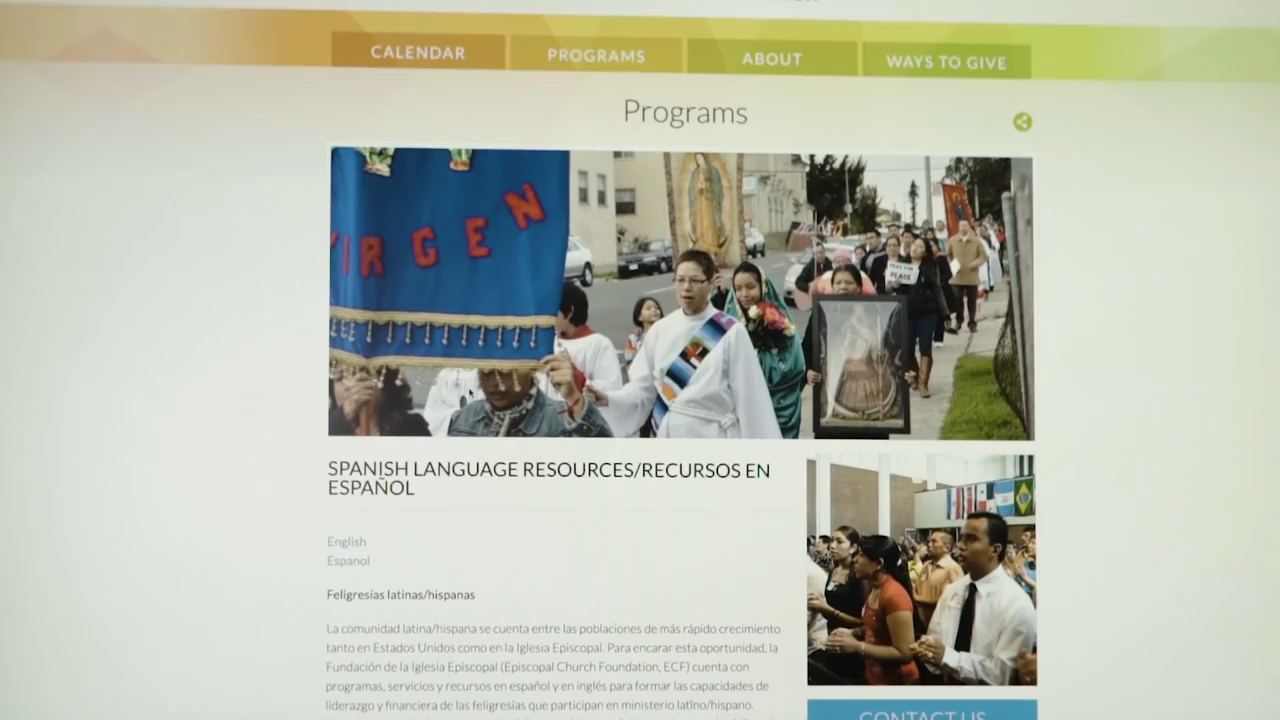 CALENDAR PROGRAMS ABOUT WAYS TO GIVE
Programs
VIRGEN
PRAY FOR
PEACE
SPANISH LANGUAGE RESOURCES/RECURSOS EN
ESPAÑOL
English
Espanol
Feligresías latinas/hispanas
La comunidad latina/hispana se cuenta entre las poblaciones de más rápido crecimiento
tanto en Estados Unidos como en la Iglesia Episcopal. Para encarar esta oportunidad, la
Fundación de la Iglesia Episcopal (Episcopal Church Foundation, ECF) cuenta con
programas, servicios y recursos en español y en inglés para formar las capacidades de
liderazgo y financiera de las feligresías que participan en ministerio latino/hispano.
CONTACT US